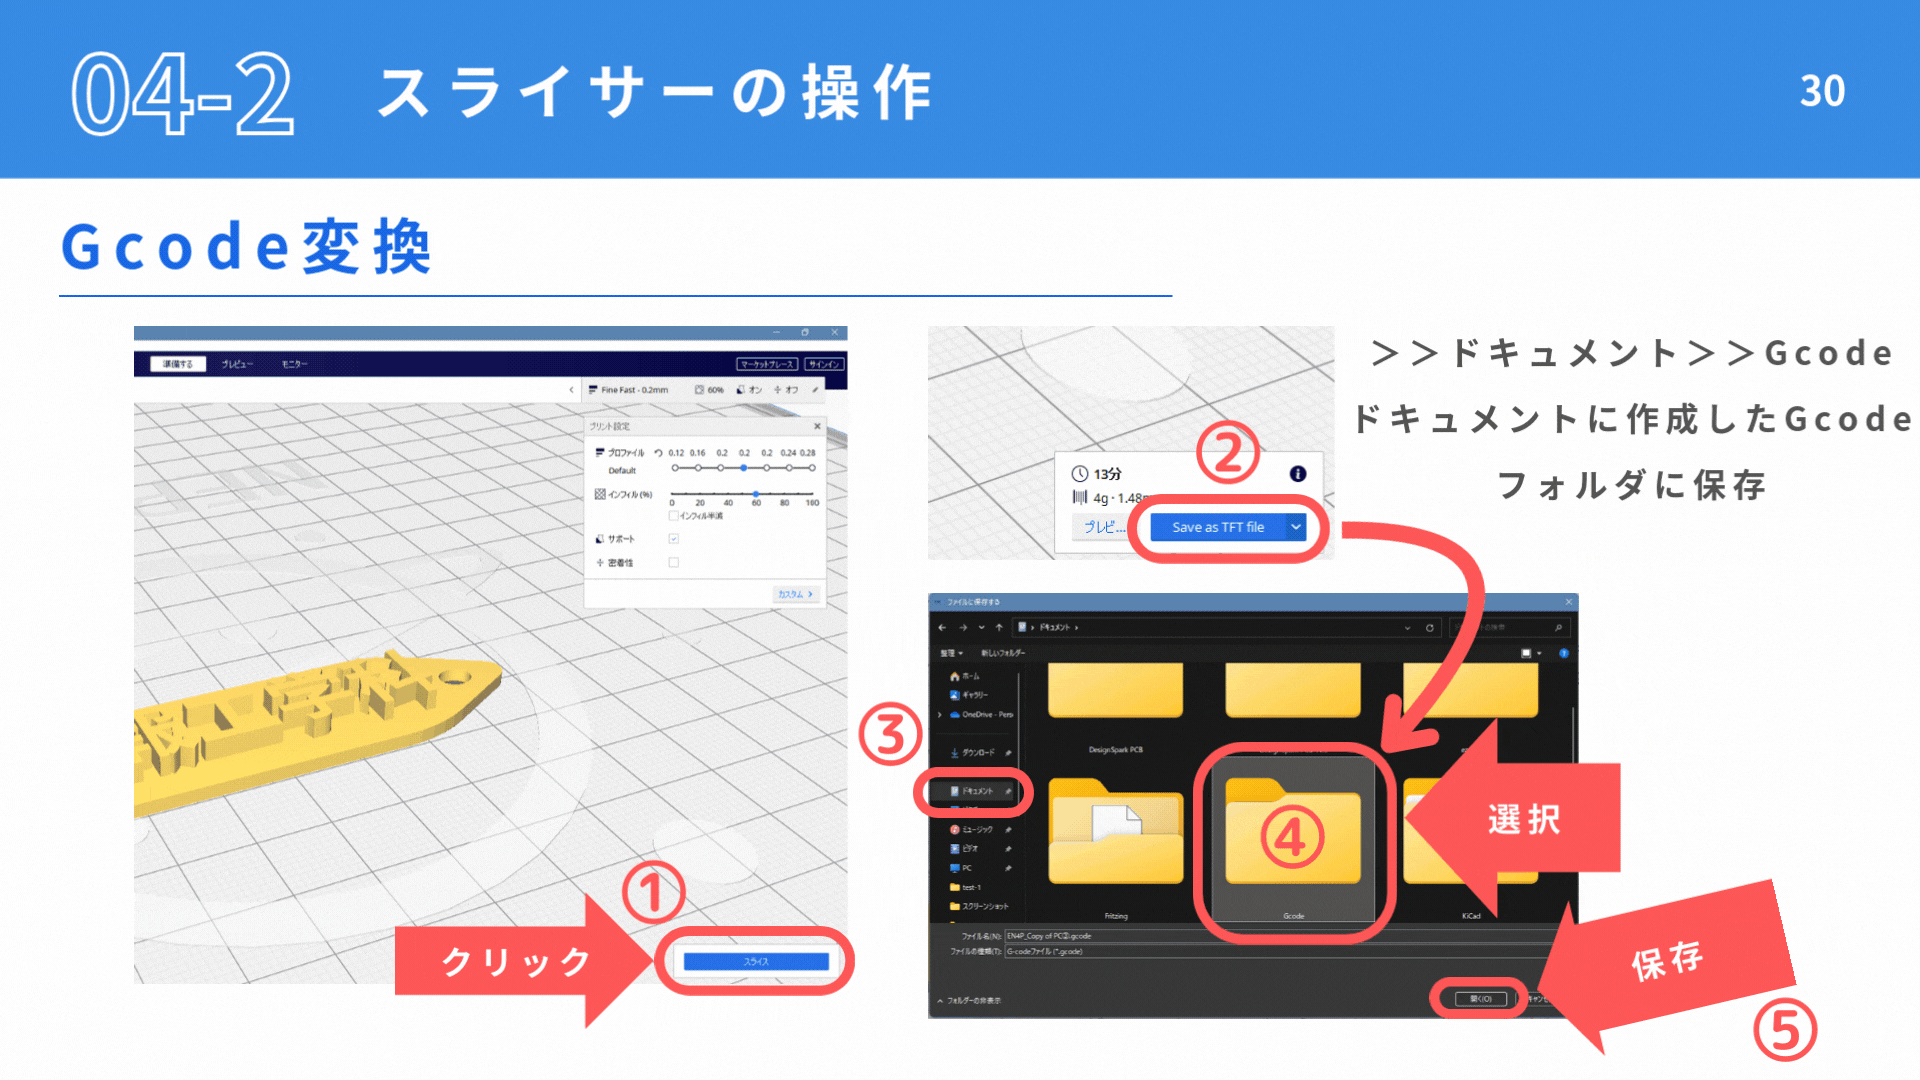 04-2 スライサーの操作
30
Gcode変換
準備する プレビュー モニター
マーケットプレース サインイン
Fine Fast - 0.2mm 60% オン オフ
プリント設定
プロファイル 0.12 0.16 0.2 0.2 0.2 0.24 0.28
Default
インフィル (%)
0 20 40 60 80 100
インフィル半減
サポート
密着性
カスタム
①
クリック
スライス
②
13分
4g · 1.48m
プレビ...
Save as TFT file
>>ドキュメント>>Gcode
ドキュメントに作成したGcode
フォルダに保存
ファイルに保存する
ドキュメント
整理 新しいフォルダー
ホーム
ギャラリー
OneDrive - Pers
ダウンロード
③
ドキュメント
ミュージック
ビデオ
PC
test-1
スクリーンショット
DesignSpark PCB
Fritzing
④
Gcode
KiCad
選択
ファイル名(N): EN4P_Copy of PC②.gcode
ファイルの種類(T): G-codeファイル (*.gcode)
フォルダーの非表示
開く(O)
保存
⑤